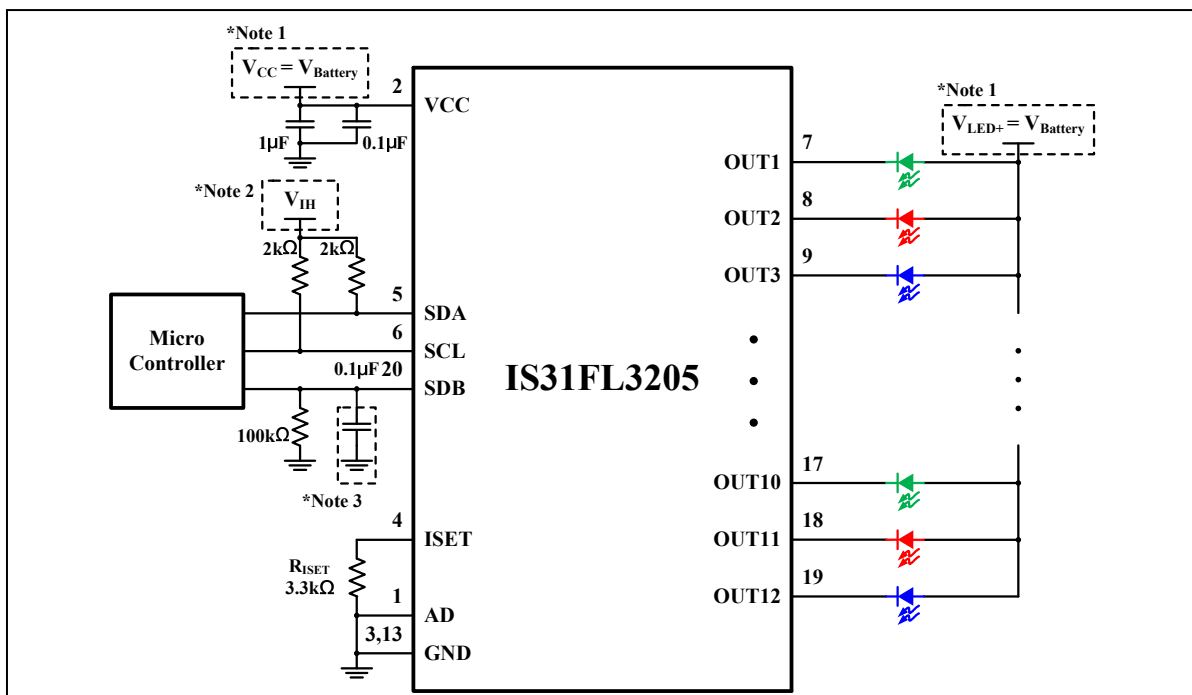 *Note 1
VCC = VBattery
2
VCC
1µF
0.1µF
*Note 2
VIH
2kΩ
2kΩ
Micro
Controller
5
SDA
6
SCL
0.1µF
20
SDB
100kΩ
*Note 3
4
ISET
RISET
3.3kΩ
1
AD
3,13
GND
IS31FL3205
*Note 1
VLED+ = VBattery
7
OUT1
8
OUT2
9
OUT3
17
OUT10
18
OUT11
19
OUT12